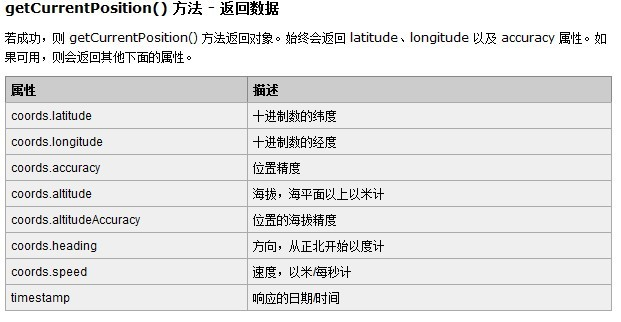 getCurrentPosition() 方法 - 返回数据
若成功，则 getCurrentPosition() 方法返回对象。始终会返回 latitude、longitude 以及 accuracy 属性。如
果可用，则会返回其他下面的属性。
属性 描述
coords.latitude 十进制数的纬度
coords.longitude 十进制数的经度
coords.accuracy 位置精度
coords.altitude 海拔，海平面以上以米计
coords.altitudeAccuracy 位置的海拔精度
coords.heading 方向，从正北开始以度计
coords.speed 速度，以米/每秒计
timestamp 响应的日期/时间